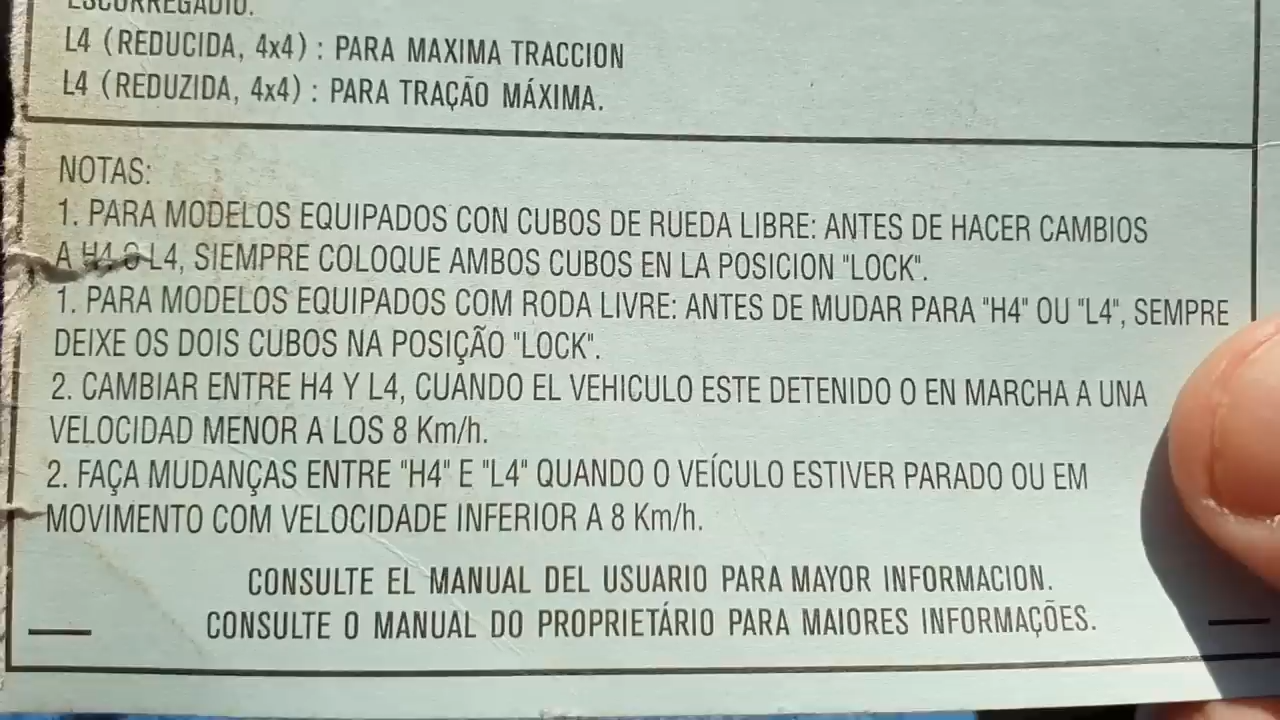 ESCORREGADIO.
L4 (REDUCIDA, 4x4) : PARA MAXIMA TRACCION
L4 (REDUZIDA, 4x4) : PARA TRAÇÃO MÁXIMA.
NOTAS:
1. PARA MODELOS EQUIPADOS CON CUBOS DE RUEDA LIBRE: ANTES DE HACER CAMBIOS
A H4 O L4, SIEMPRE COLOQUE AMBOS CUBOS EN LA POSICION "LOCK".
1. PARA MODELOS EQUIPADOS COM RODA LIVRE: ANTES DE MUDAR PARA "H4" OU "L4", SEMPRE
DEIXE OS DOIS CUBOS NA POSIÇÃO "LOCK".
2. CAMBIAR ENTRE H4 Y L4, CUANDO EL VEHICULO ESTE DETENIDO O EN MARCHA A UNA
VELOCIDAD MENOR A LOS 8 Km/h.
2. FAÇA MUDANÇAS ENTRE "H4" E "L4" QUANDO O VEÍCULO ESTIVER PARADO OU EM
MOVIMENTO COM VELOCIDADE INFERIOR A 8 Km/h.
CONSULTE EL MANUAL DEL USUARIO PARA MAYOR INFORMACION.
CONSULTE O MANUAL DO PROPRIETÁRIO PARA MAIORES INFORMAÇÕES.